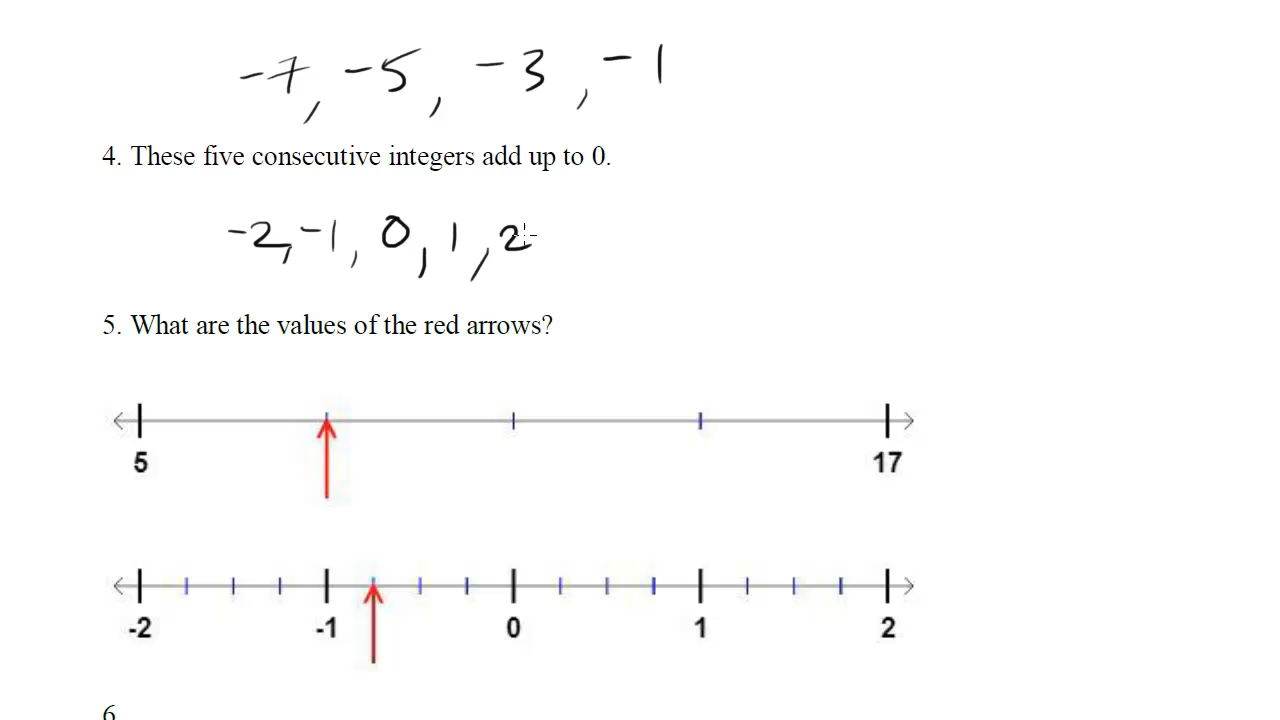 -7, -5, -3, -1
4. These five consecutive integers add up to 0.
-2, -1, 0, 1, 2
5. What are the values of the red arrows?
5 17
-2 -1 0 1 2
6